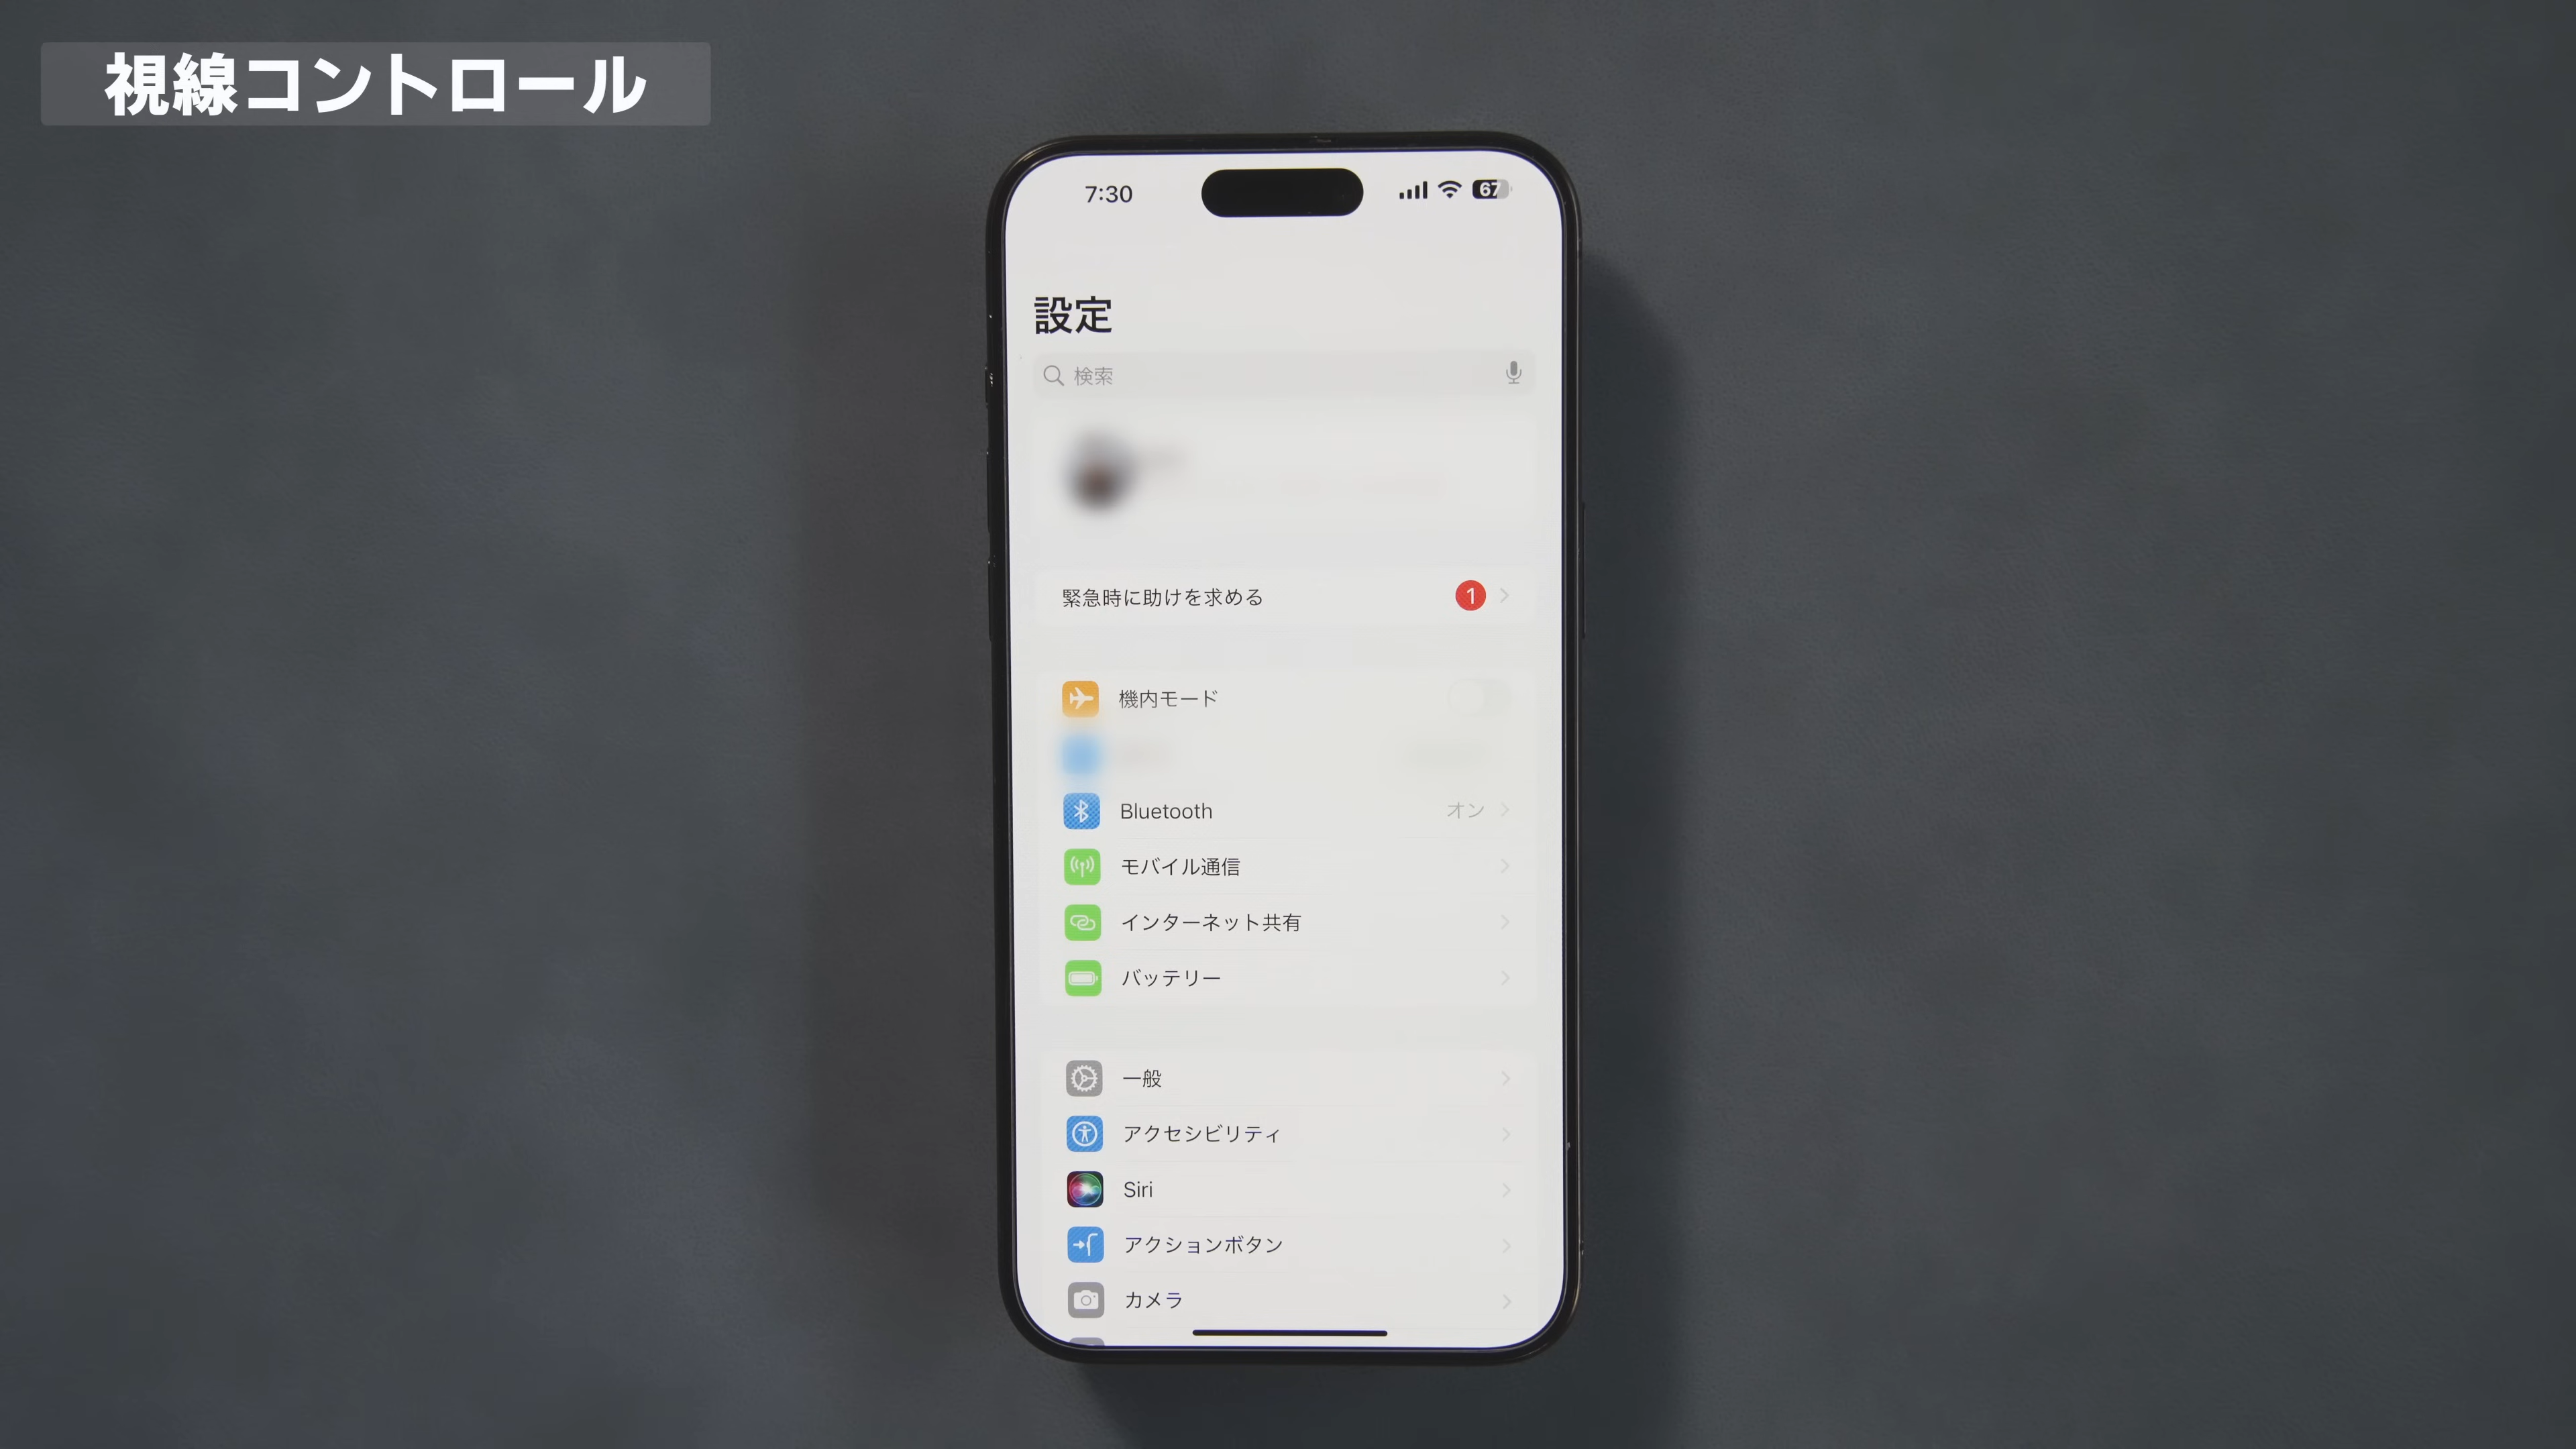 視線コントロール
7:30
67
設定
検索
緊急時に助けを求める 1
機内モード
Bluetooth オン
モバイル通信
インターネット共有
バッテリー
一般
アクセシビリティ
Siri
アクションボタン
カメラ